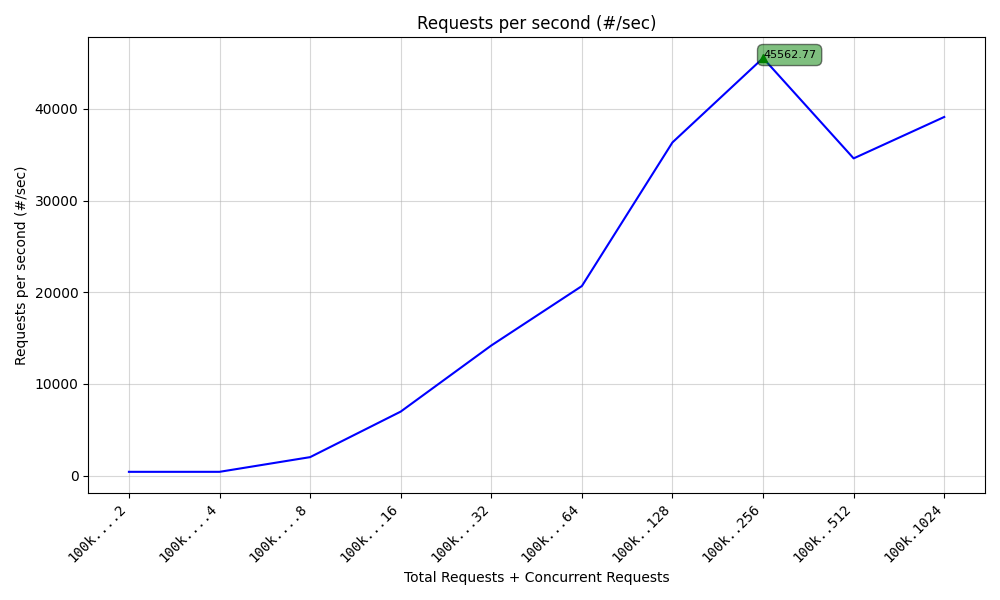 Requests per second (#/sec)
45562.77
Requests per second (#/sec)
40000
30000
20000
10000
0
100k....2
100k....4
100k....8
100k...16
100k...32
100k...64
100k..128
100k..256
100k..512
100k.1024
Total Requests + Concurrent Requests